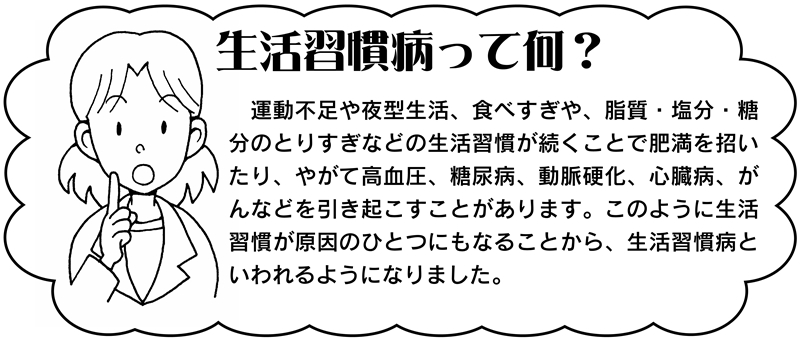 生活習慣病って何？
運動不足や夜型生活、食べすぎや、脂質・塩分・糖
分のとりすぎなどの生活習慣が続くことで肥満を招い
たり、やがて高血圧、糖尿病、動脈硬化、心臓病、が
んなどを引き起こすことがあります。このように生活
習慣が原因のひとつにもなることから、生活習慣病と
いわれるようになりました。